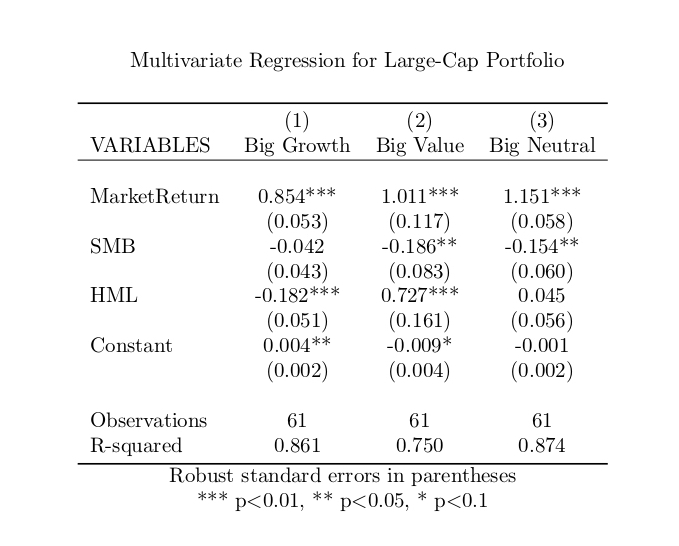 Multivariate Regression for Large-Cap Portfolio
(1) (2) (3)
VARIABLES Big Growth Big Value Big Neutral
MarketReturn 0.854*** 1.011*** 1.151***
(0.053) (0.117) (0.058)
SMB -0.042 -0.186** -0.154**
(0.043) (0.083) (0.060)
HML -0.182*** 0.727*** 0.045
(0.051) (0.161) (0.056)
Constant 0.004** -0.009* -0.001
(0.002) (0.004) (0.002)
Observations 61 61 61
R-squared 0.861 0.750 0.874
Robust standard errors in parentheses
*** p<0.01, ** p<0.05, * p<0.1